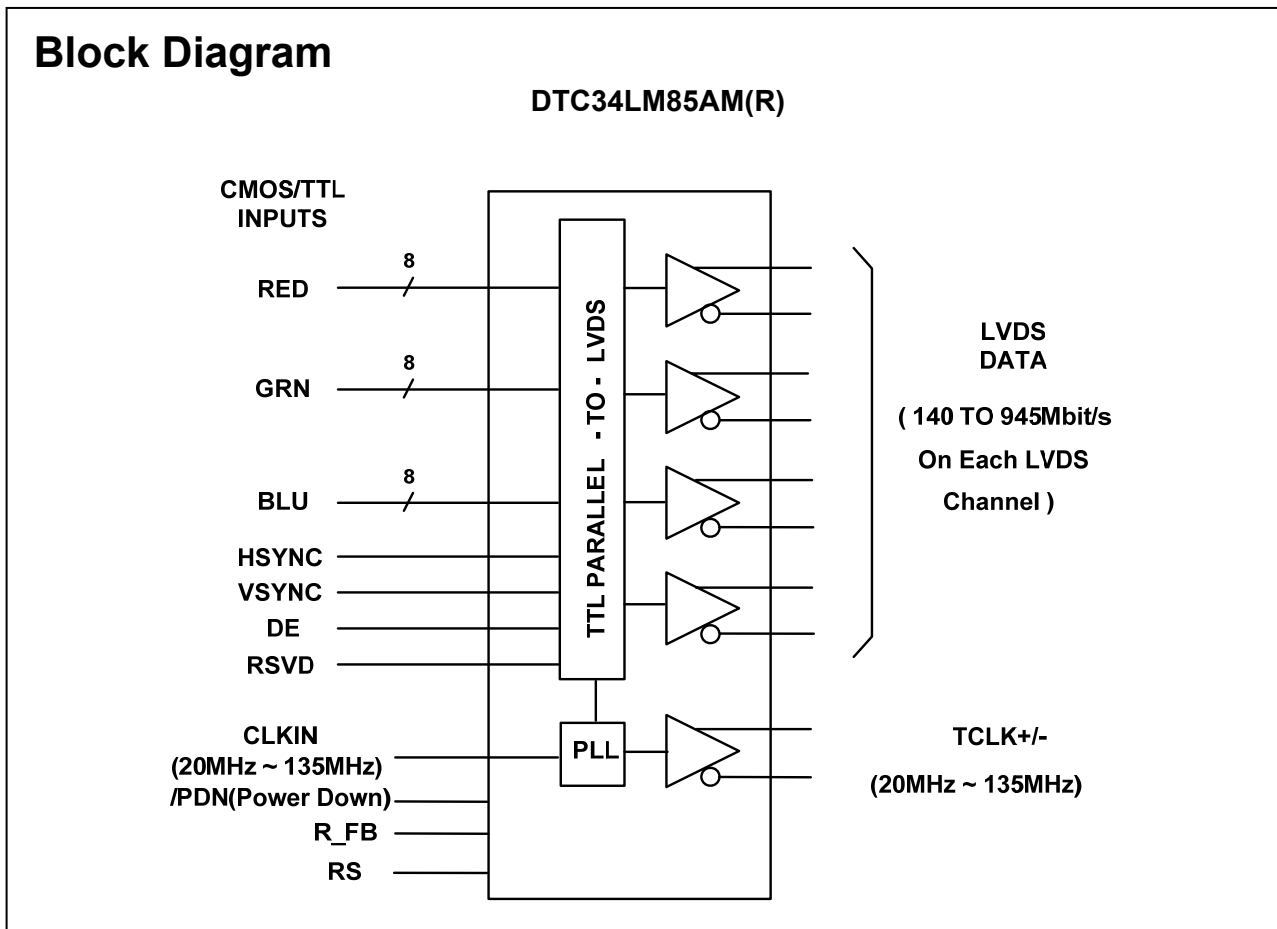 Block Diagram
DTC34LM85AM(R)
CMOS/TTL
INPUTS
RED
8
GRN
8
BLU
8
HSYNC
VSYNC
DE
RSVD
CLKIN
(20MHz ~ 135MHz)
/PDN(Power Down)
R_FB
RS
TTL PARALLEL - TO - LVDS
PLL
LVDS
DATA
( 140 TO 945Mbit/s
On Each LVDS
Channel )
TCLK+/-
(20MHz ~ 135MHz)